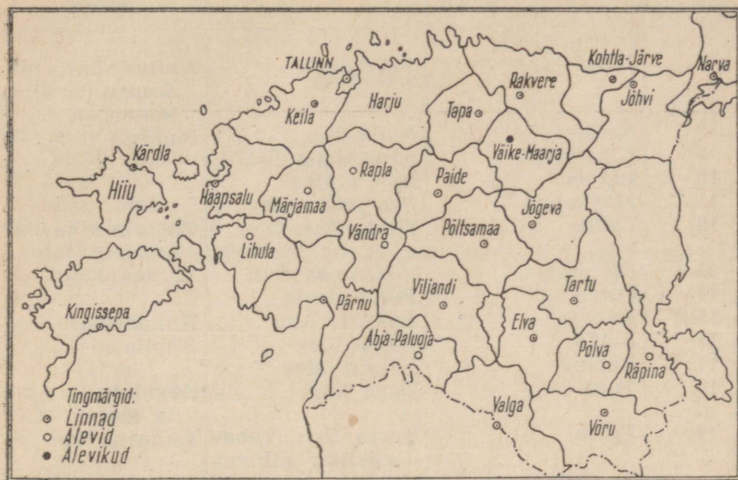 TALLINN
Kohtla-Järve
Narva
Rakvere
Jõhvi
Harju
Keila
Tapa
Väike-Maarja
Kärdla
Rapla
Hiiu
Haapsalu
Märjamaa
Paide
Jõgeva
Lihula
Vändra
Põltsamaa
Kingissepa
Pärnu
Viljandi
Tartu
Elva
Abja-Paluoja
Põlva
Räpina
Valga
Võru
Tingmärgid:
Linnad
Alevid
Alevikud